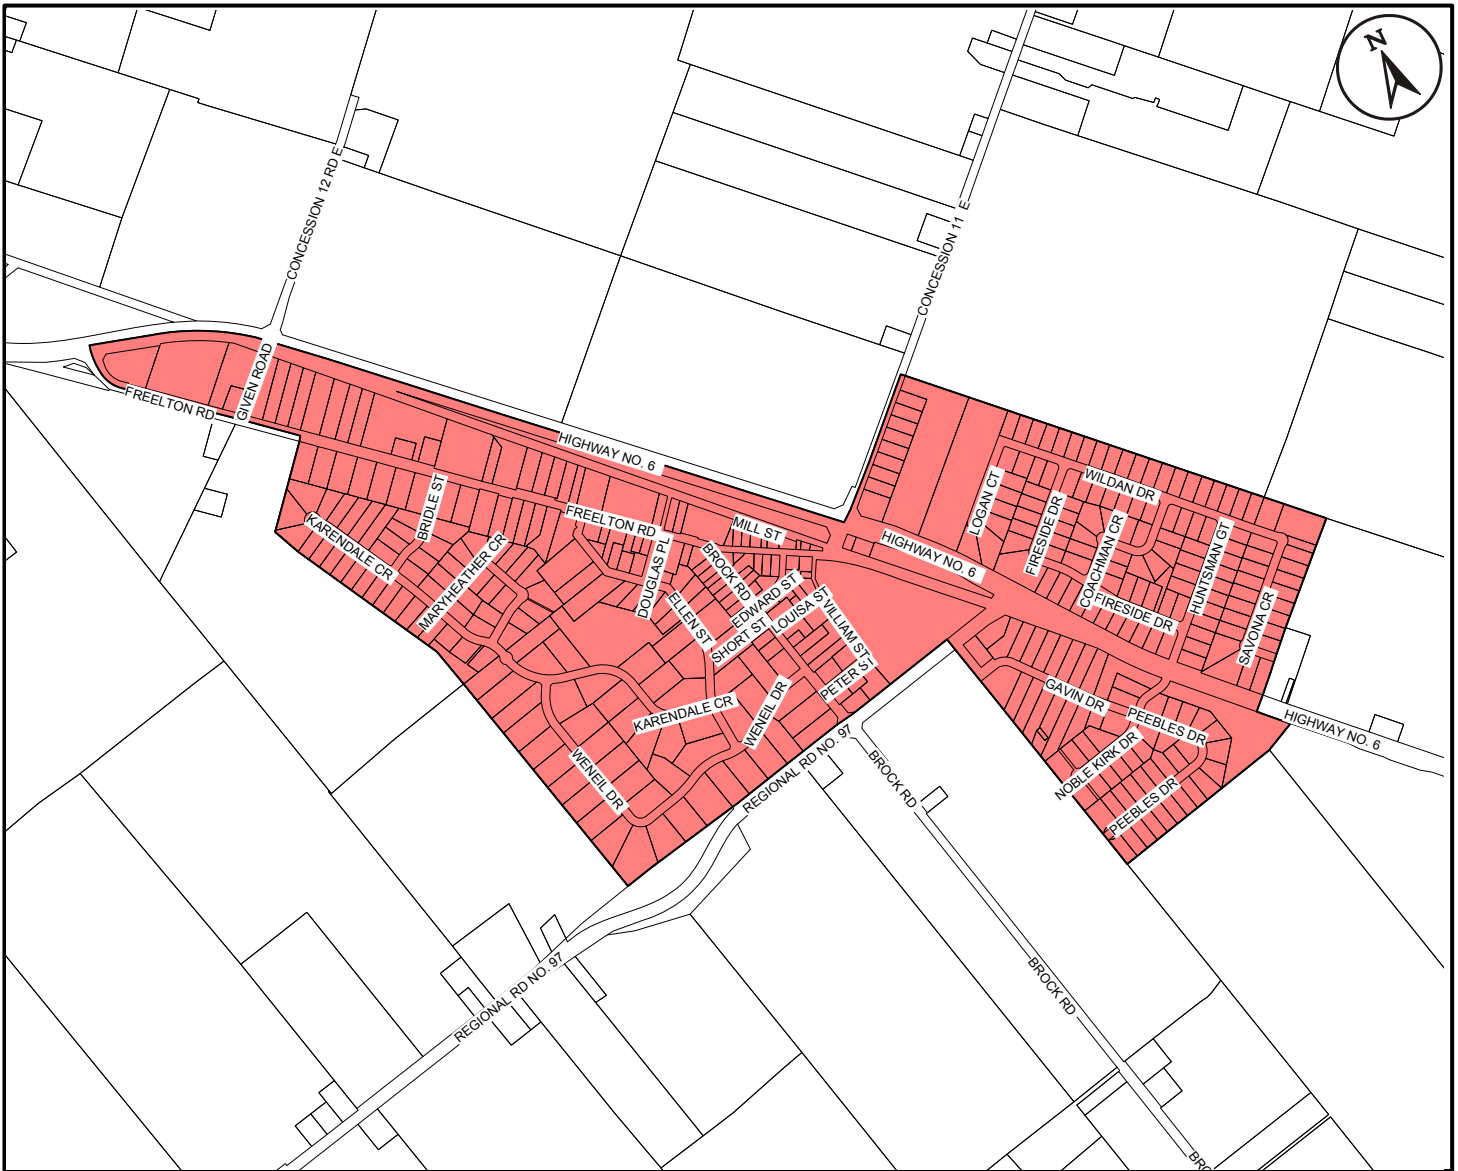 N
CONCESSION 12 RD E
CONCESSION 11 E
GIVEN ROAD
FREELTON RD
HIGHWAY NO. 6
BRIDLE ST
KARENDALE CR
MARYHEATHER CR
FREELTON RD
MILL ST
DOUGLAS PL
BROCK RD
EDWARD ST
LOUISA ST
SHORT ST
ELLEN ST
WILLIAM ST
PETER ST
KARENDALE CR
WENEIL DR
WENEIL DR
HIGHWAY NO. 6
LOGAN CT
WILDAN DR
FIRESIDE DR
COACHMAN CR
HUNTSMAN GT
FIRESIDE DR
SAVONA CR
GAVIN DR
PEEBLES DR
NOBLE KIRK DR
PEEBLES DR
HIGHWAY NO. 6
REGIONAL RD NO. 97
BROCK RD
REGIONAL RD NO. 97
BROCK RD
BRO